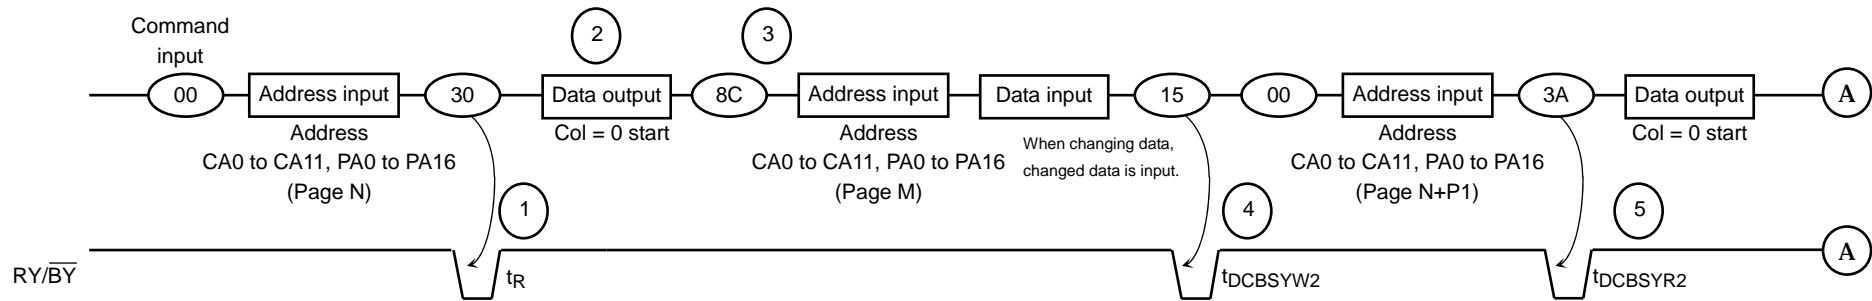 Command
input
2
3
00
Address input
30
Data output
8C
Address input
Data input
15
00
Address input
3A
Data output
A
Address
CA0 to CA11, PA0 to PA16
(Page N)
Col = 0 start
Address
CA0 to CA11, PA0 to PA16
(Page M)
When changing data,
changed data is input.
Address
CA0 to CA11, PA0 to PA16
(Page N+P1)
Col = 0 start
1
4
5
RY/B̅Y̅
tR
tDCBSYW2
tDCBSYR2
A